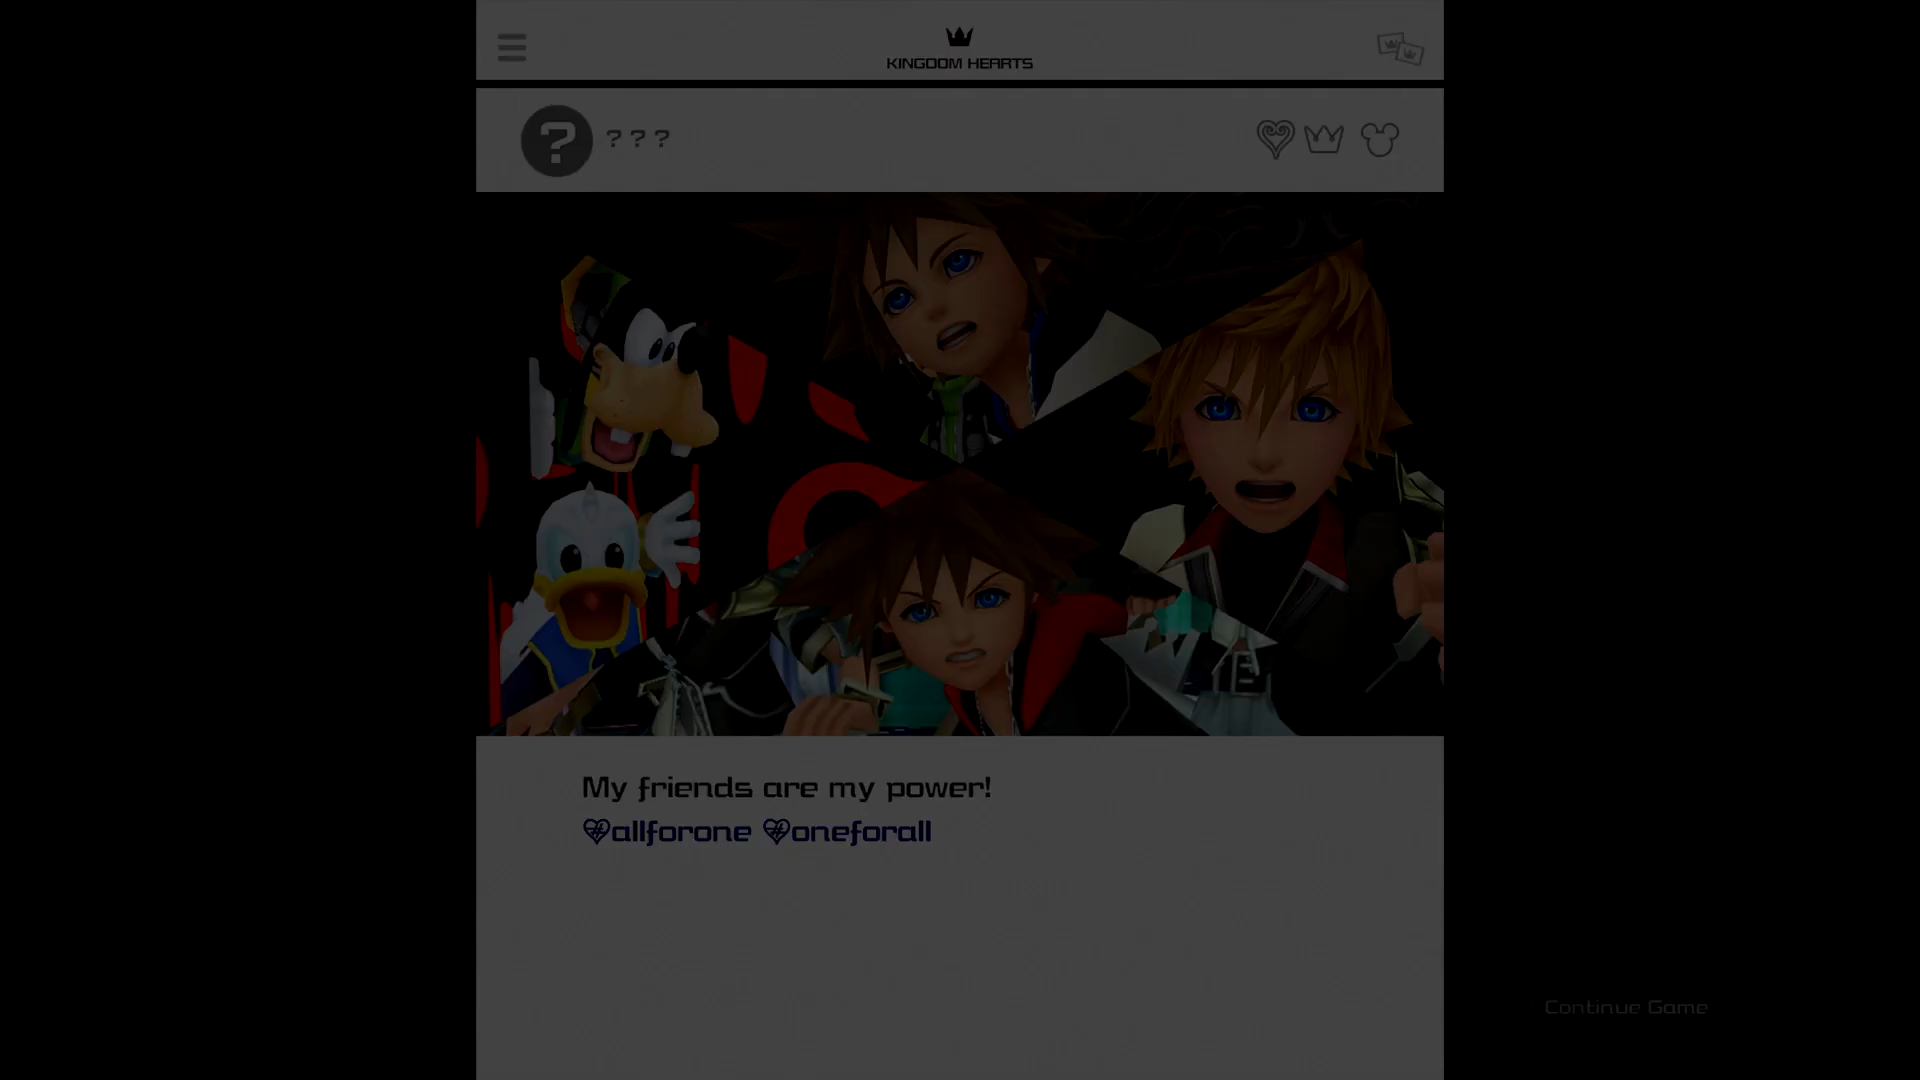 KINGDOM HEARTS
?
? ? ?
My friends are my power!
#allforone #oneforall
Continue Game